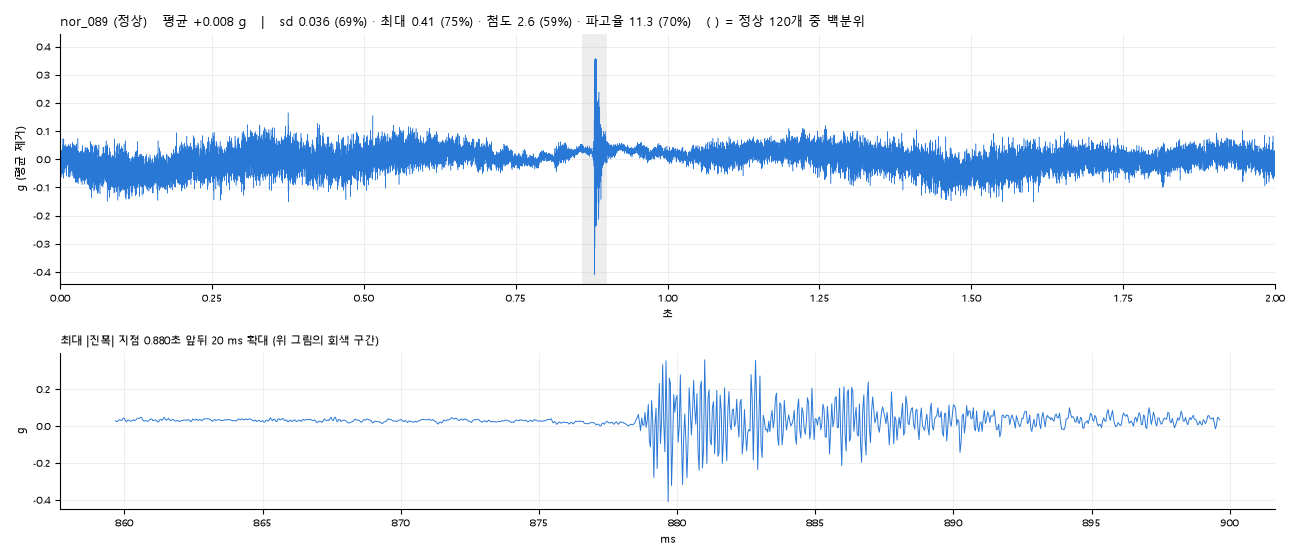 nor_089 (정상)    평균 +0.008 g   |   sd 0.036 (69%) · 최대 0.41 (75%) · 첨도 2.6 (59%) · 파고율 11.3 (70%)   ( ) = 정상 120개 중 백분위
g (평균 제거)
0.4
0.3
0.2
0.1
0.0
-0.1
-0.2
-0.3
-0.4
0.00 0.25 0.50 0.75 1.00 1.25 1.50 1.75 2.00
초
최대 |진폭| 지점 0.880초 앞뒤 20 ms 확대 (위 그림의 회색 구간)
g
0.2
0.0
-0.2
-0.4
860 865 870 875 880 885 890 895 900
ms